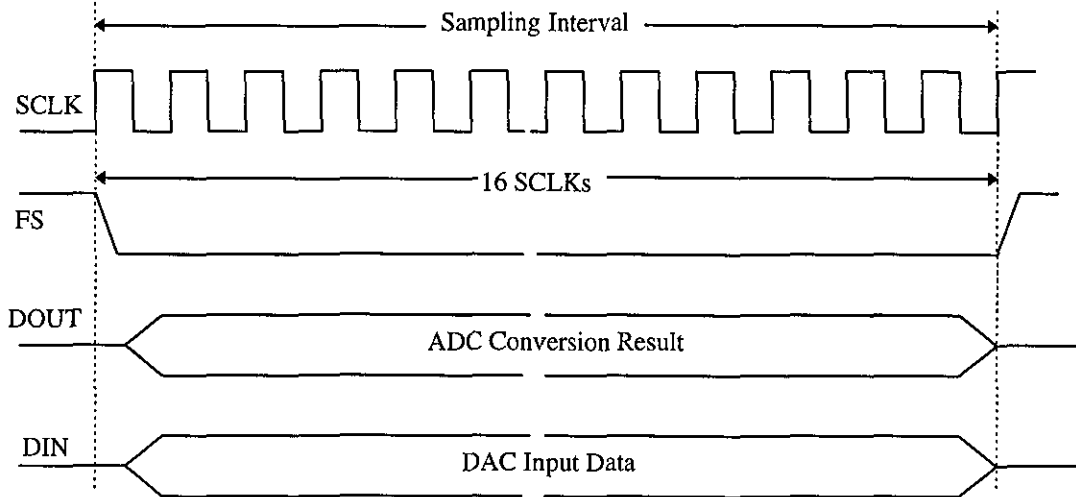 Sampling Interval
SCLK
16 SCLKs
FS
DOUT
ADC Conversion Result
DIN
DAC Input Data